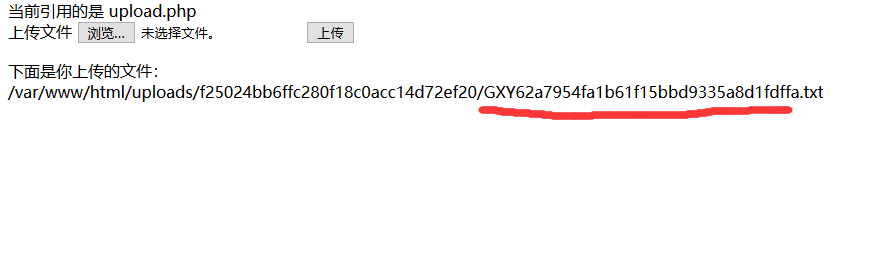 当前引用的是 upload.php
上传文件 浏览... 未选择文件。 上传
下面是你上传的文件:
/var/www/html/uploads/f25024bb6ffc280f18c0acc14d72ef20/GXY62a7954fa1b61f15bbd9335a8d1fdffa.txt